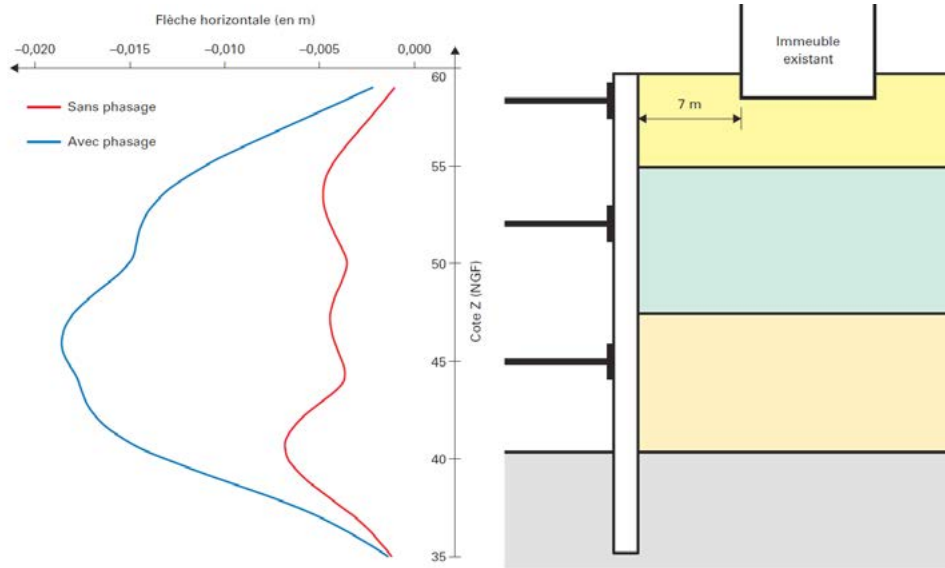 Flèche horizontale (en m)
–0,020 –0,015 –0,010 –0,005 0,000
60
Sans phasage
Avec phasage
55
50
45
40
35
Cote Z (NGF)
Immeuble
existant
7 m